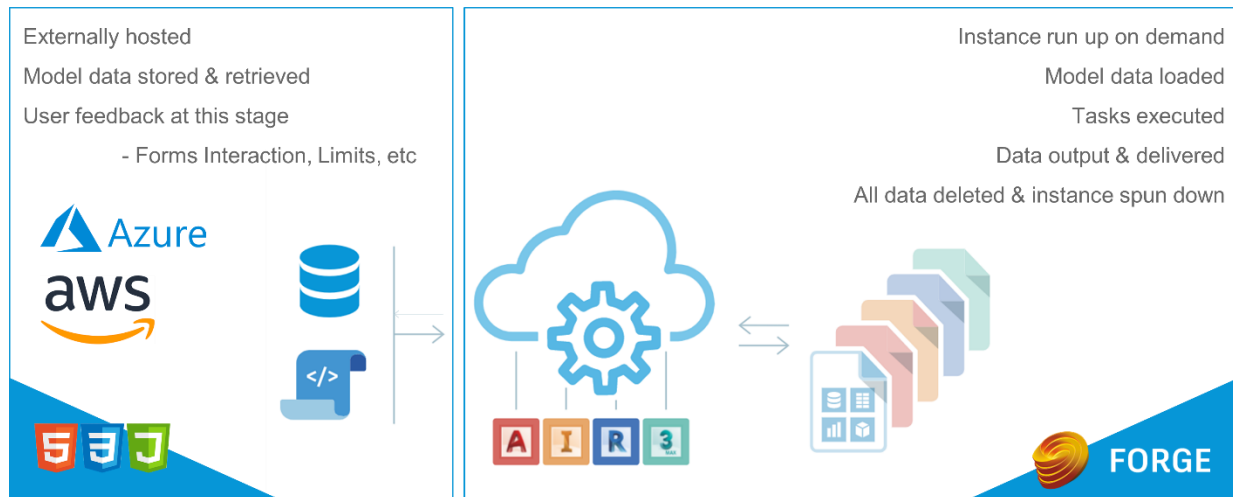 Externally hosted
Model data stored & retrieved
User feedback at this stage
- Forms Interaction, Limits, etc
Azure
aws
</>
5 3 J
Instance run up on demand
Model data loaded
Tasks executed
Data output & delivered
All data deleted & instance spun down
A I R 3
FORGE